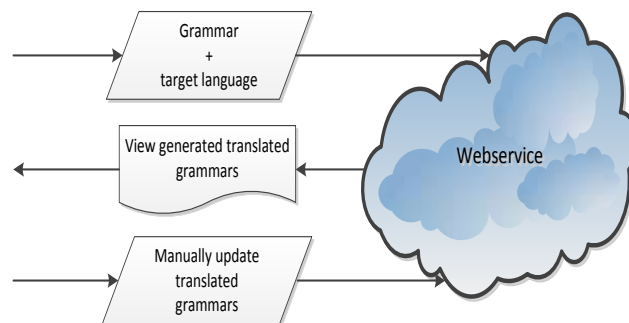 Grammar
+
target language
View generated translated
grammars
Webservice
Manually update
translated
grammars